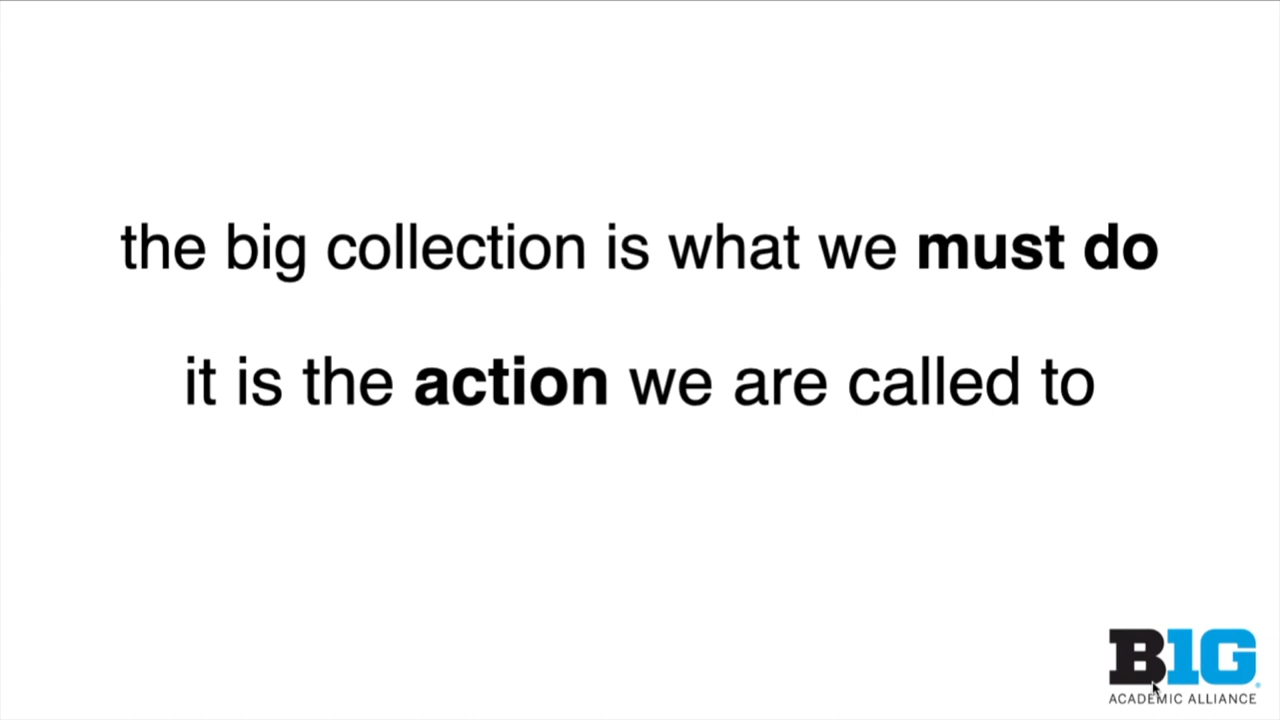 the big collection is what we must do
it is the action we are called to
B1G
ACADEMIC ALLIANCE